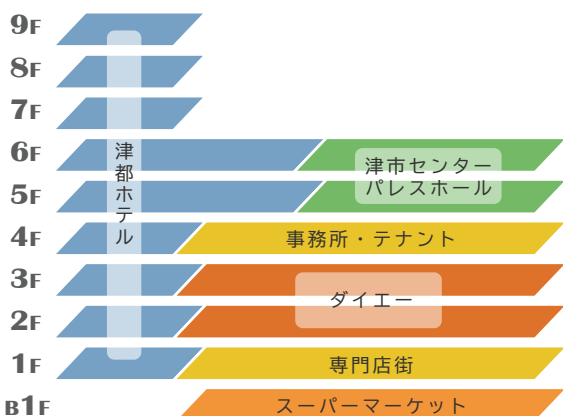 9F
8F
7F
6F
5F
4F
3F
2F
1F
B1F
津都ホテル
津市センター
パレスホール
事務所・テナント
ダイエー
専門店街
スーパーマーケット